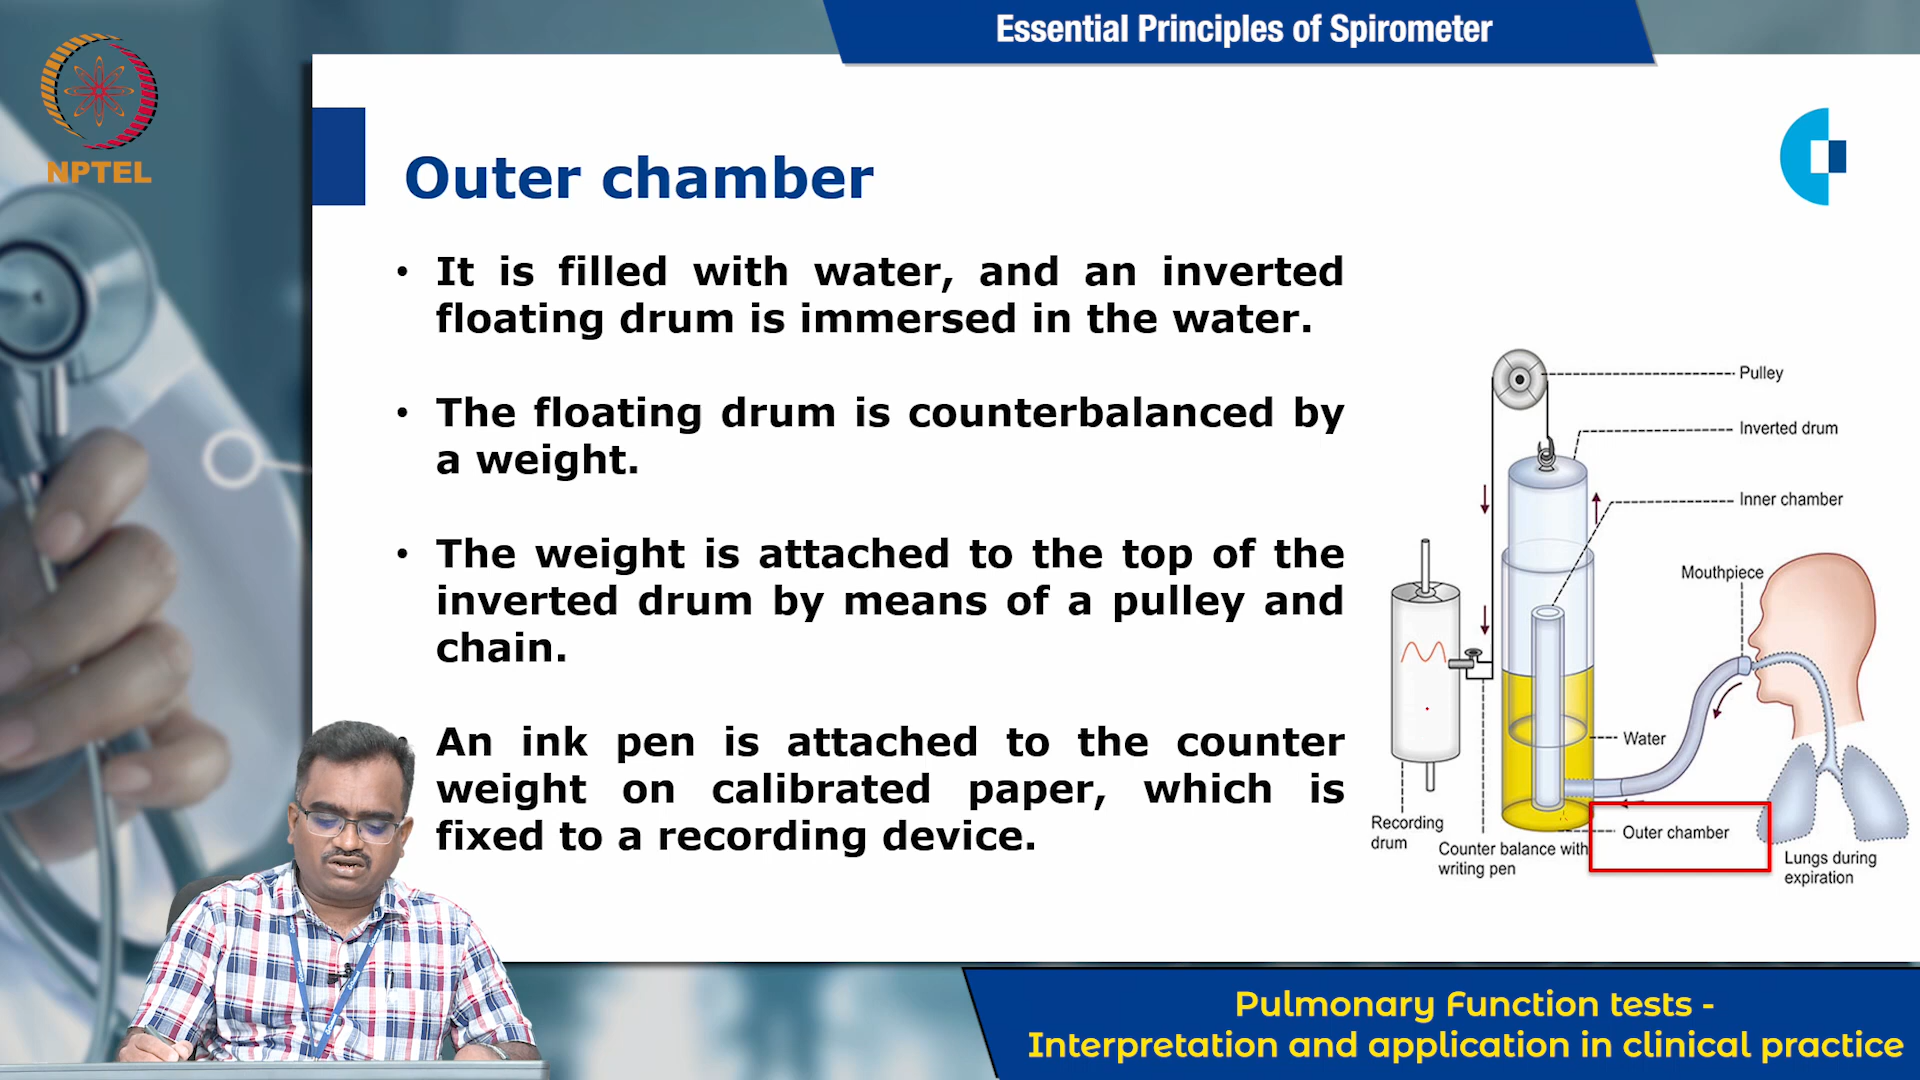 Essential Principles of Spirometer
NPTEL
Outer chamber
• It is filled with water, and an inverted
floating drum is immersed in the water.
• The floating drum is counterbalanced by
a weight.
• The weight is attached to the top of the
inverted drum by means of a pulley and
chain.
• An ink pen is attached to the counter
weight on calibrated paper, which is
fixed to a recording device.
Pulley
Inverted drum
Inner chamber
Mouthpiece
Water
Outer chamber
Recording
drum
Counter balance with
writing pen
Lungs during
expiration
Pulmonary Function tests -
Interpretation and application in clinical practice